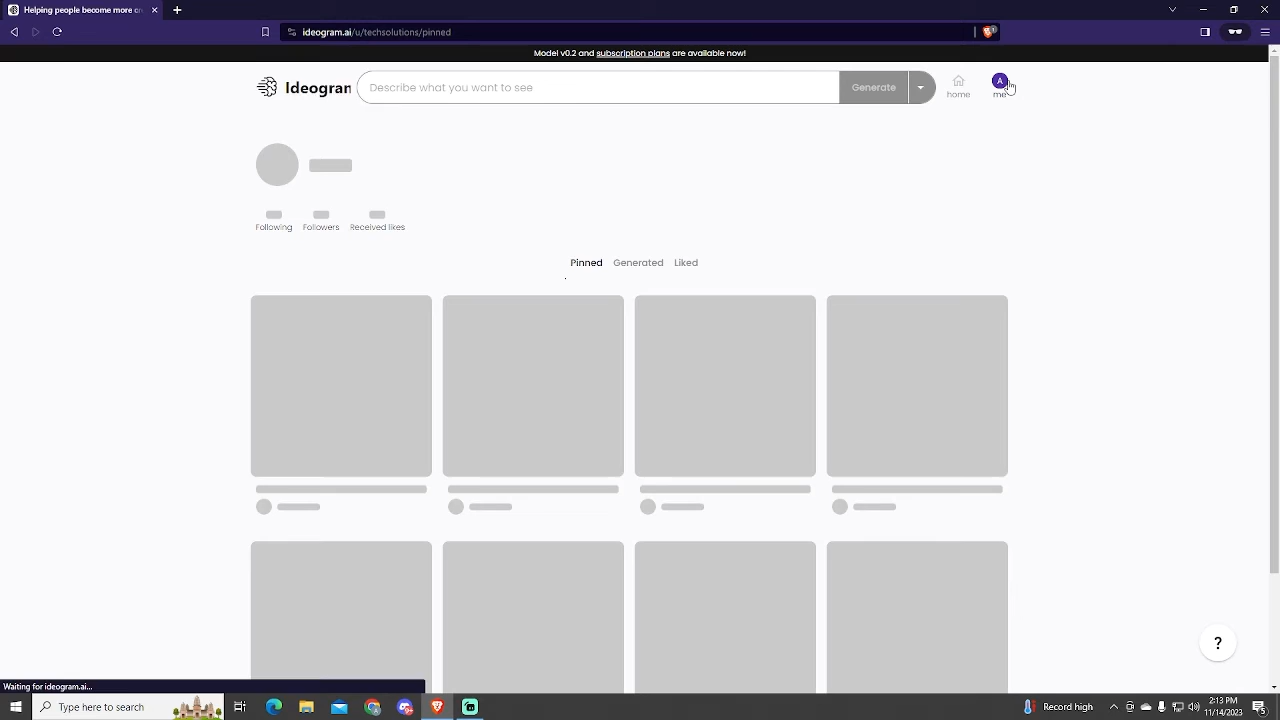 Helping people become more cr
ideogram.ai/u/techsolutions/pinned
1
Model v0.2 and subscription plans are available now!
Ideogran
Describe what you want to see
Generate
home
A
me
Following
Followers
Received likes
Pinned
Generated
Liked
?
Waiting for ideogram.ai...
Type here to search
Record high
2:13 PM
11/14/2023